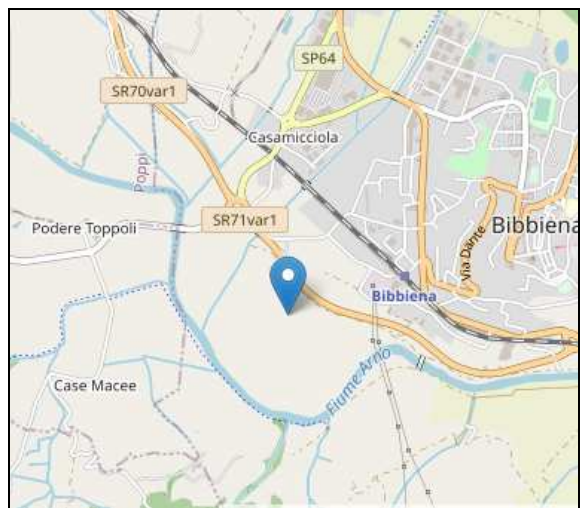 SP64
SR70var1
Casamicciola
Poppi
SR71var1
Podere Toppoli
Bibbiena
Via Dante
Bibbiena
Fiume Arno
Case Macee